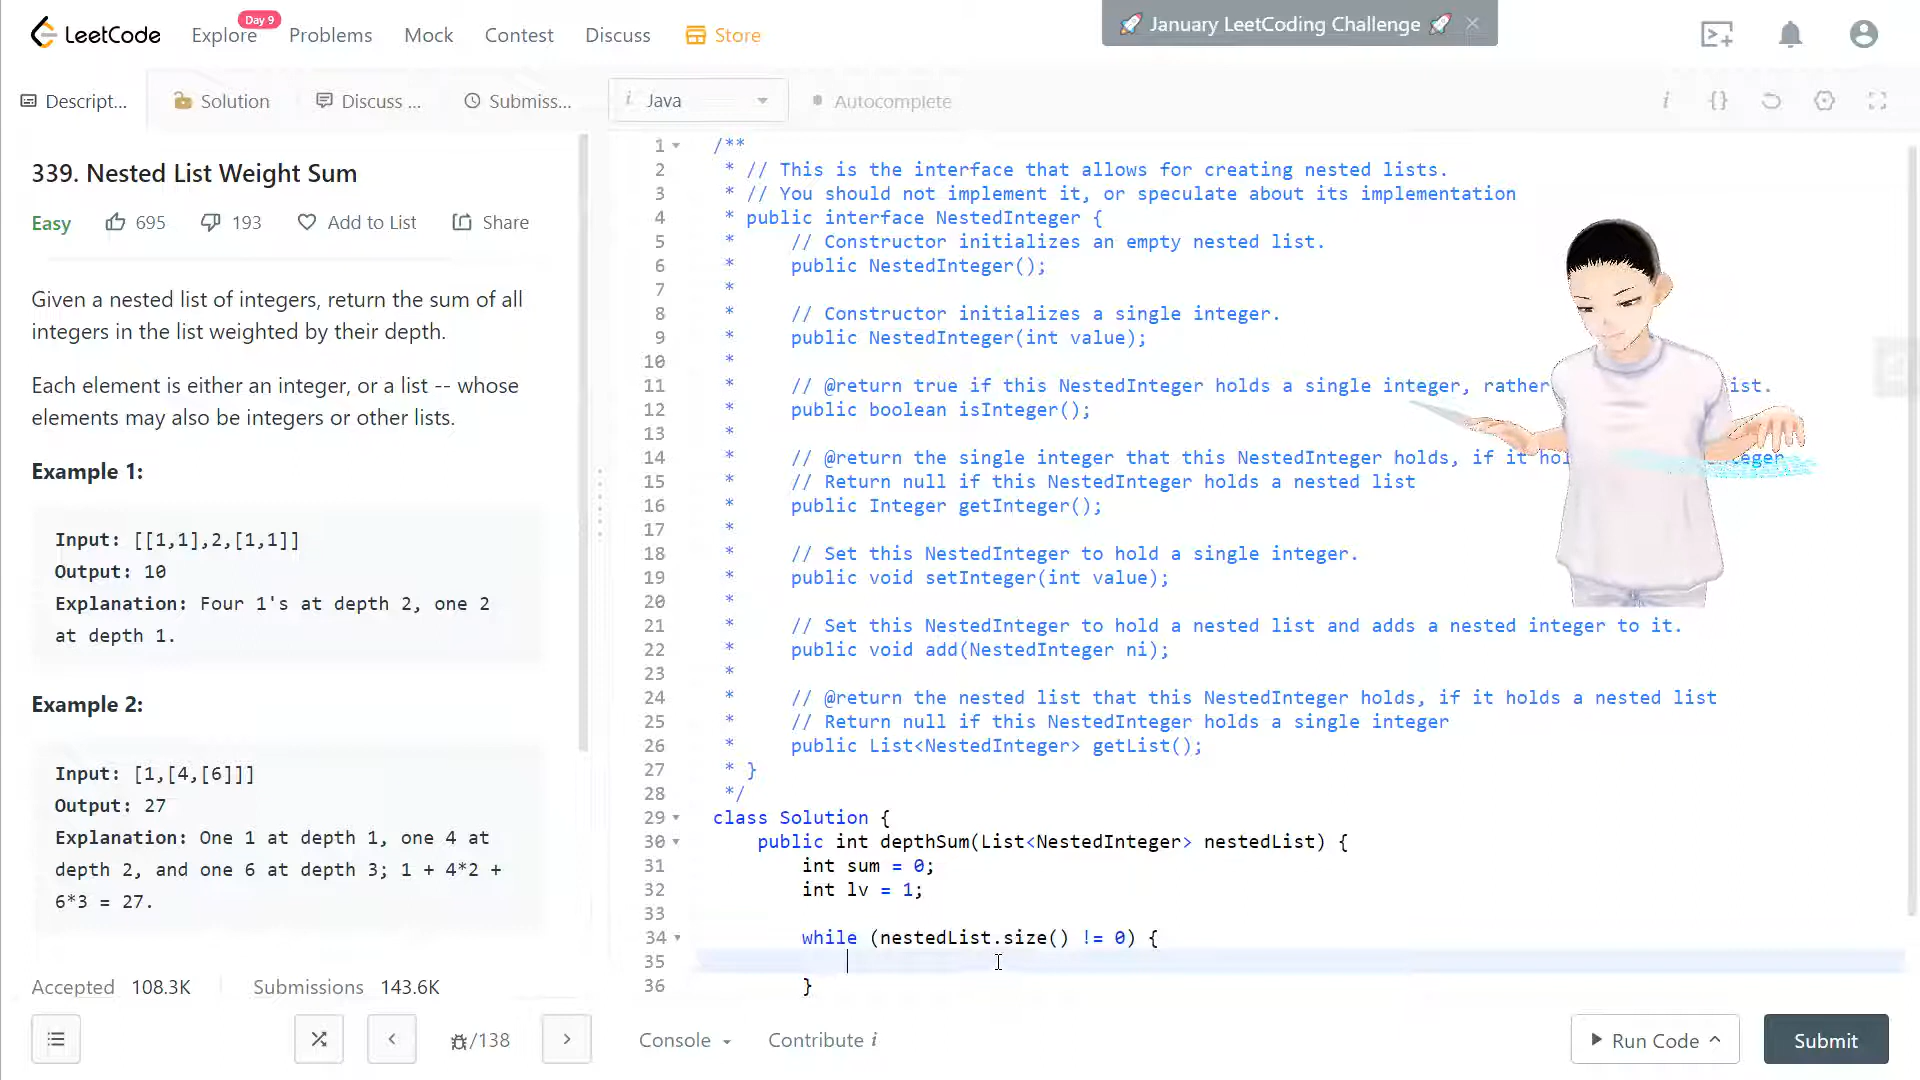 LeetCode
Explore
Day 9
Problems
Mock
Contest
Discuss
Store
🚀 January LeetCoding Challenge 🚀
Descript...
Solution
Discuss ...
Submiss...
i Java
Autocomplete
339. Nested List Weight Sum
Easy
695
193
Add to List
Share
Given a nested list of integers, return the sum of all
integers in the list weighted by their depth.
Each element is either an integer, or a list -- whose
elements may also be integers or other lists.
Example 1:
Input: [[1,1],2,[1,1]]
Output: 10
Explanation: Four 1's at depth 2, one 2
at depth 1.
Example 2:
Input: [1,[4,[6]]]
Output: 27
Explanation: One 1 at depth 1, one 4 at
depth 2, and one 6 at depth 3; 1 + 4*2 +
6*3 = 27.
Accepted 108.3K
Submissions 143.6K
/138
1 /**
2 * // This is the interface that allows for creating nested lists.
3 * // You should not implement it, or speculate about its implementation
4 * public interface NestedInteger {
5 * // Constructor initializes an empty nested list.
6 * public NestedInteger();
7 *
8 * // Constructor initializes a single integer.
9 * public NestedInteger(int value);
10 *
11 * // @return true if this NestedInteger holds a single integer, rather ist.
12 * public boolean isInteger();
13 *
14 * // @return the single integer that this NestedInteger holds, if it hol teger
15 * // Return null if this NestedInteger holds a nested list
16 * public Integer getInteger();
17 *
18 * // Set this NestedInteger to hold a single integer.
19 * public void setInteger(int value);
20 *
21 * // Set this NestedInteger to hold a nested list and adds a nested integer to it.
22 * public void add(NestedInteger ni);
23 *
24 * // @return the nested list that this NestedInteger holds, if it holds a nested list
25 * // Return null if this NestedInteger holds a single integer
26 * public List<NestedInteger> getList();
27 * }
28 */
29 class Solution {
30 public int depthSum(List<NestedInteger> nestedList) {
31 int sum = 0;
32 int lv = 1;
33
34 while (nestedList.size() != 0) {
35
36 }
Console
Contribute i
Run Code
Submit